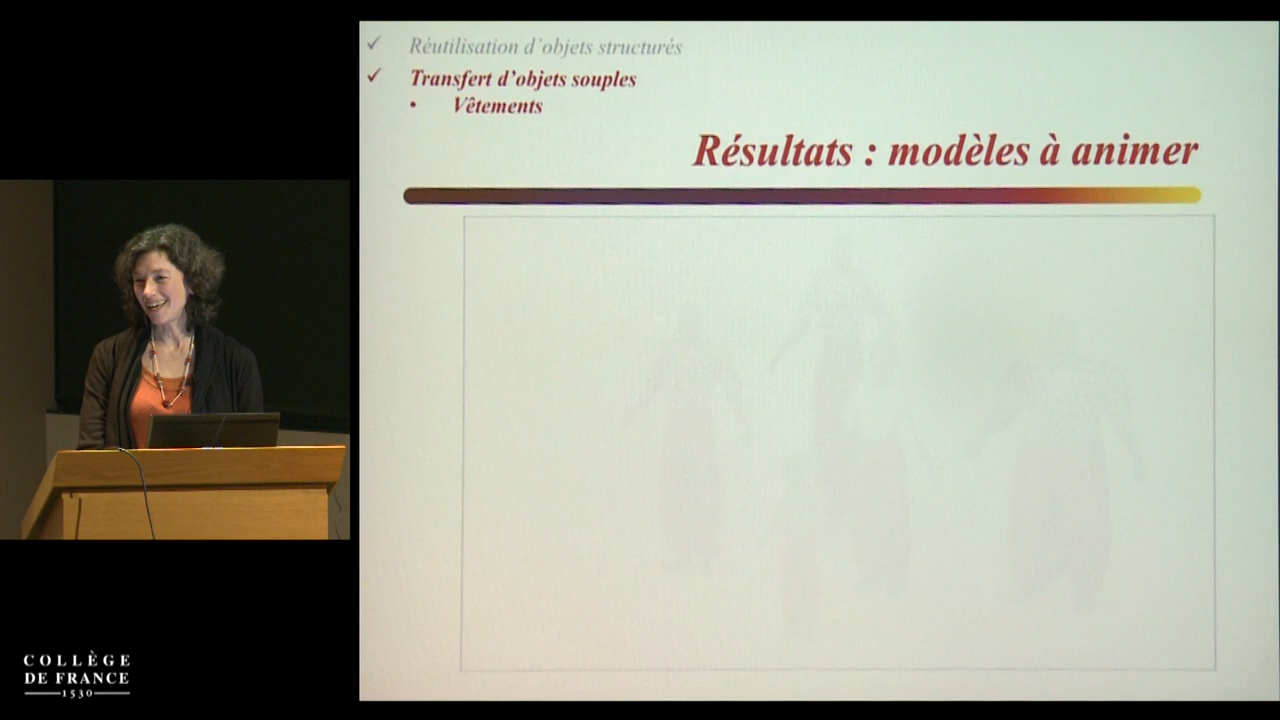 ✓ Réutilisation d'objets structurés
✓ Transfert d'objets souples
• Vêtements
Résultats : modèles à animer
COLLÈGE
DE FRANCE
1530